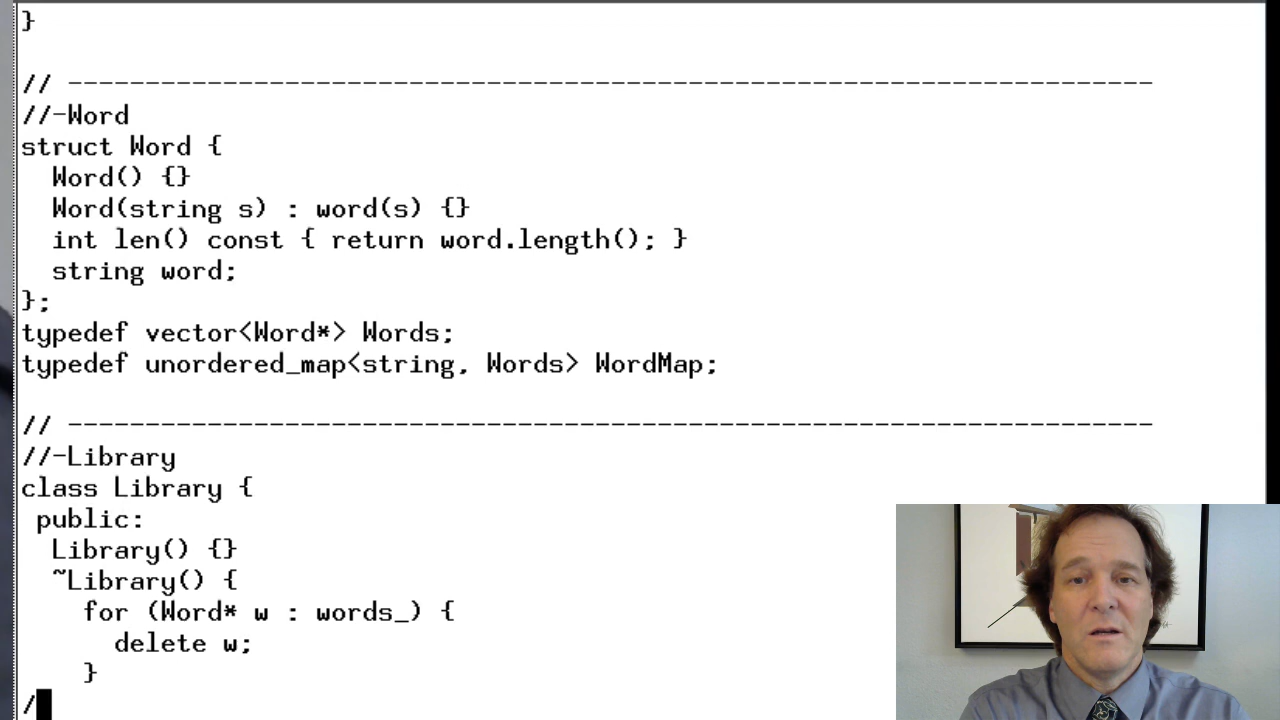 }
// -----------------------------------------------------------------------
//-Word
struct Word {
  Word() {}
  Word(string s) : word(s) {}
  int len() const { return word.length(); }
  string word;
};
typedef vector<Word*> Words;
typedef unordered_map<string, Words> WordMap;
// -----------------------------------------------------------------------
//-Library
class Library {
 public:
  Library() {}
  ~Library() {
    for (Word* w : words_) {
      delete w;
    }
/